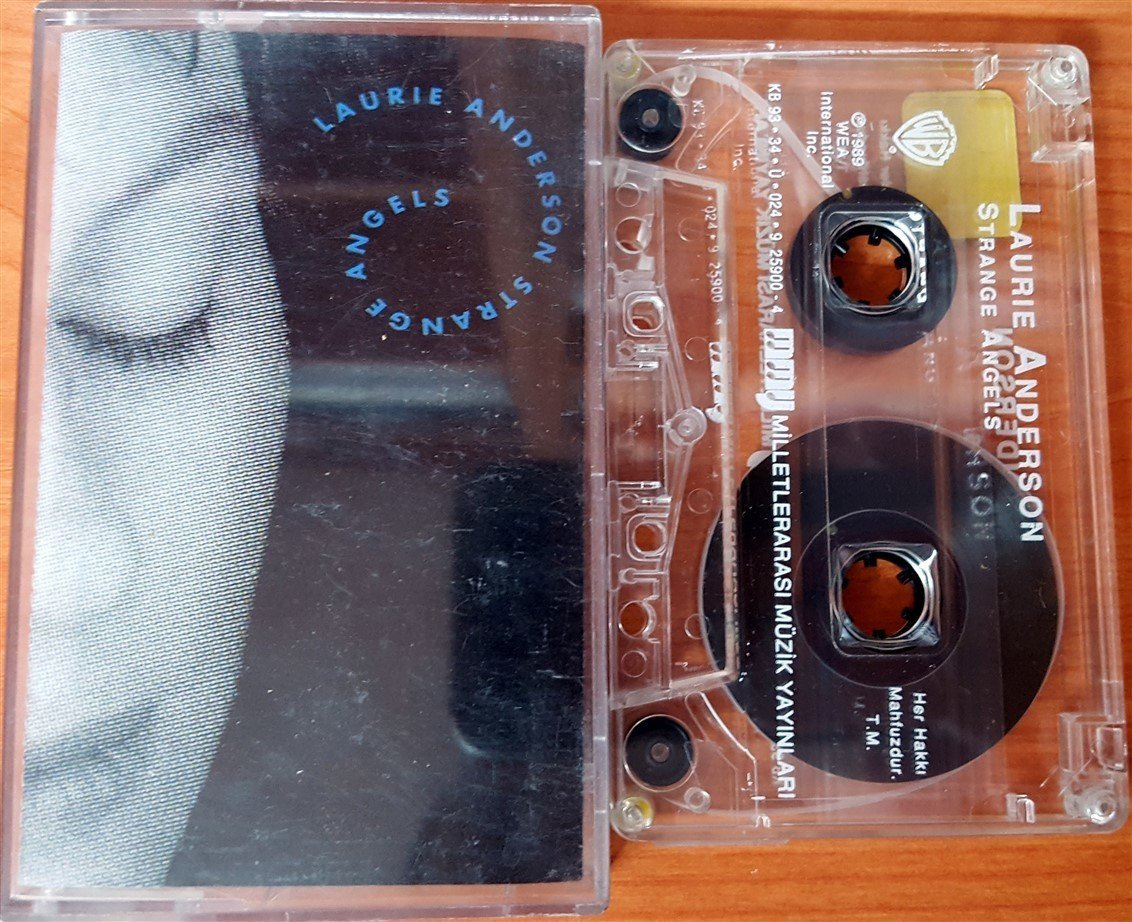 LAURIE ANDERSON STRANGE ANGELS
LAURIE ANDERSON
STRANGE ANGELS
WB
℗ 1989
WEA
International
Inc.
KB 93 • 34 • Ü • 024 • 9 25900 • 4
MİLLETLERARASI MÜZİK YAYINLARI
Her Hakkı
Mahfuzdur.
T.M.